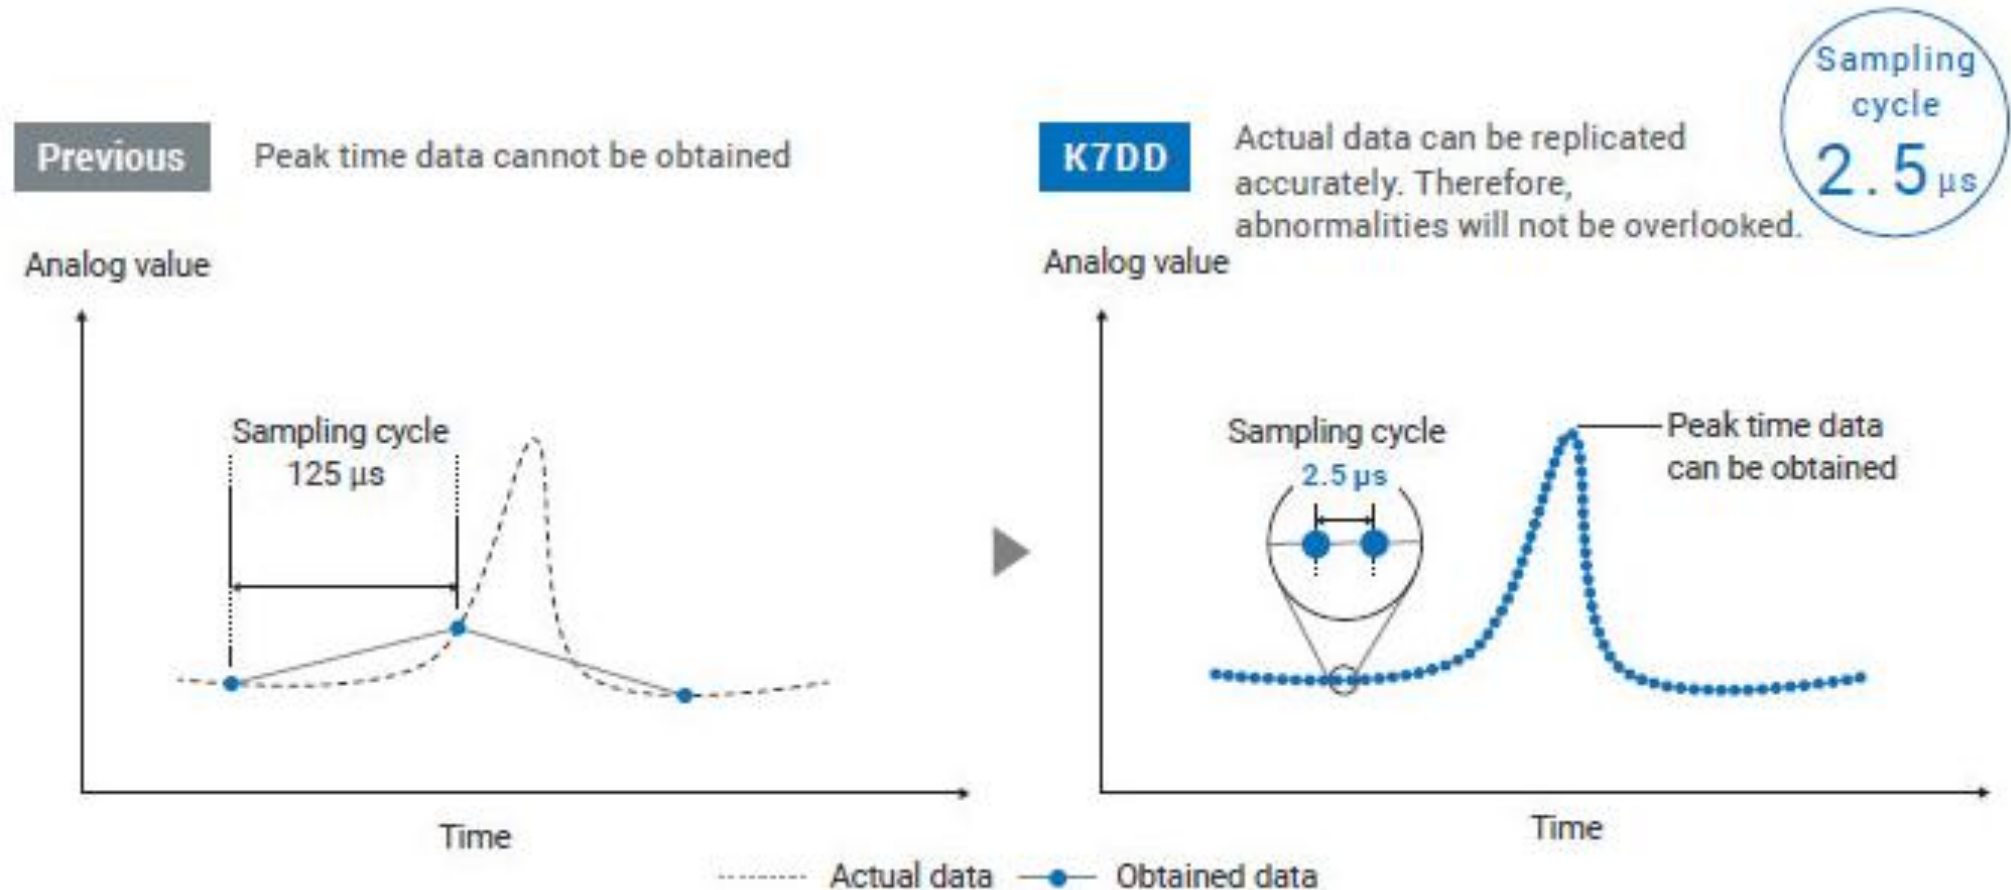 Previous
Peak time data cannot be obtained
Analog value
Sampling cycle
125 μs
Time
K7DD
Actual data can be replicated
accurately. Therefore,
abnormalities will not be overlooked.
Sampling
cycle
2.5 μs
Analog value
Sampling cycle
2.5 μs
Peak time data
can be obtained
Time
Actual data
Obtained data